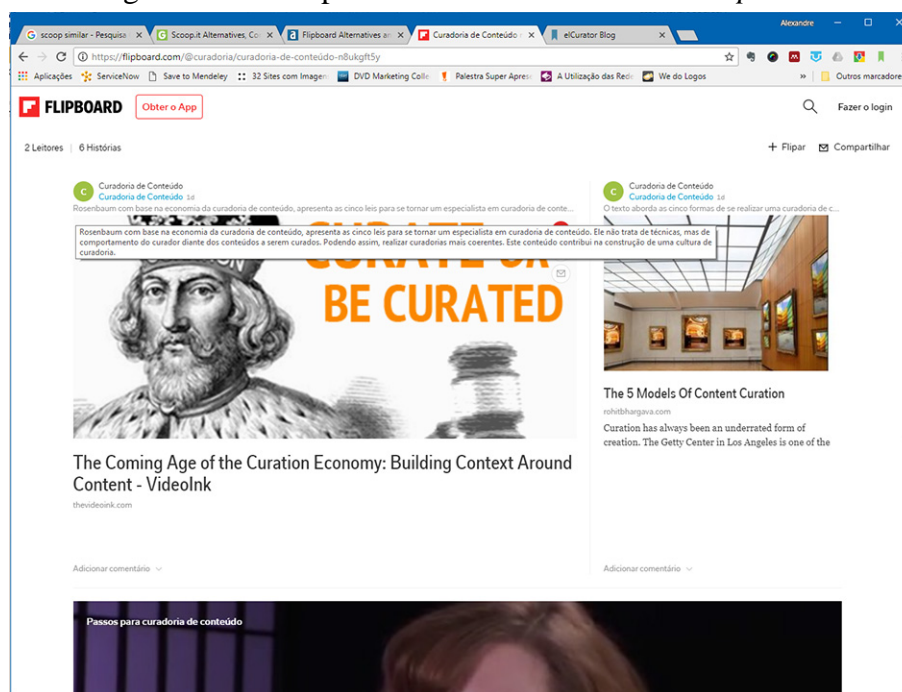 Alexandre
scoop similar - Pesquisa
Scoop.it Alternatives, Co
Flipboard Alternatives ar
Curadoria de Conteúdo
elCurator Blog
https://flipboard.com/@curadoria/curadoria-de-conteúdo-n8ukgft5y
Aplicações ServiceNow Save to Mendeley 32 Sites com Imagen DVD Marketing Colle Palestra Super Apres A Utilização das Rede We do Logos » Outros marcadore
FLIPBOARD Obter o App Fazer o login
2 Leitores | 6 Histórias + Flipar Compartilhar
C Curadoria de Conteúdo
Curadoria de Conteúdo 1d
Rosenbaum com base na economia da curadoria de conteúdo, apresenta as cinco leis para se tornar um especialista em curadoria de conte...
Rosenbaum com base na economia da curadoria de conteúdo, apresenta as cinco leis para se tornar um especialista em curadoria de conteúdo. Ele não trata de técnicas, mas de
comportamento do curador diante dos conteúdos a serem curados. Podendo assim, realizar curadorias mais coerentes. Este conteúdo contribui na construção de uma cultura de
curadoria.
BE CURATED
The Coming Age of the Curation Economy: Building Context Around
Content - VideoInk
thevideoink.com
Adicionar comentário
C Curadoria de Conteúdo
Curadoria de Conteúdo 1d
O texto aborda as cinco formas de se realizar uma curadoria de c...
The 5 Models Of Content Curation
rohitbhargava.com
Curation has always been an underrated form of
creation. The Getty Center in Los Angeles is one of the
Adicionar comentário
Passos para curadoria de conteúdo